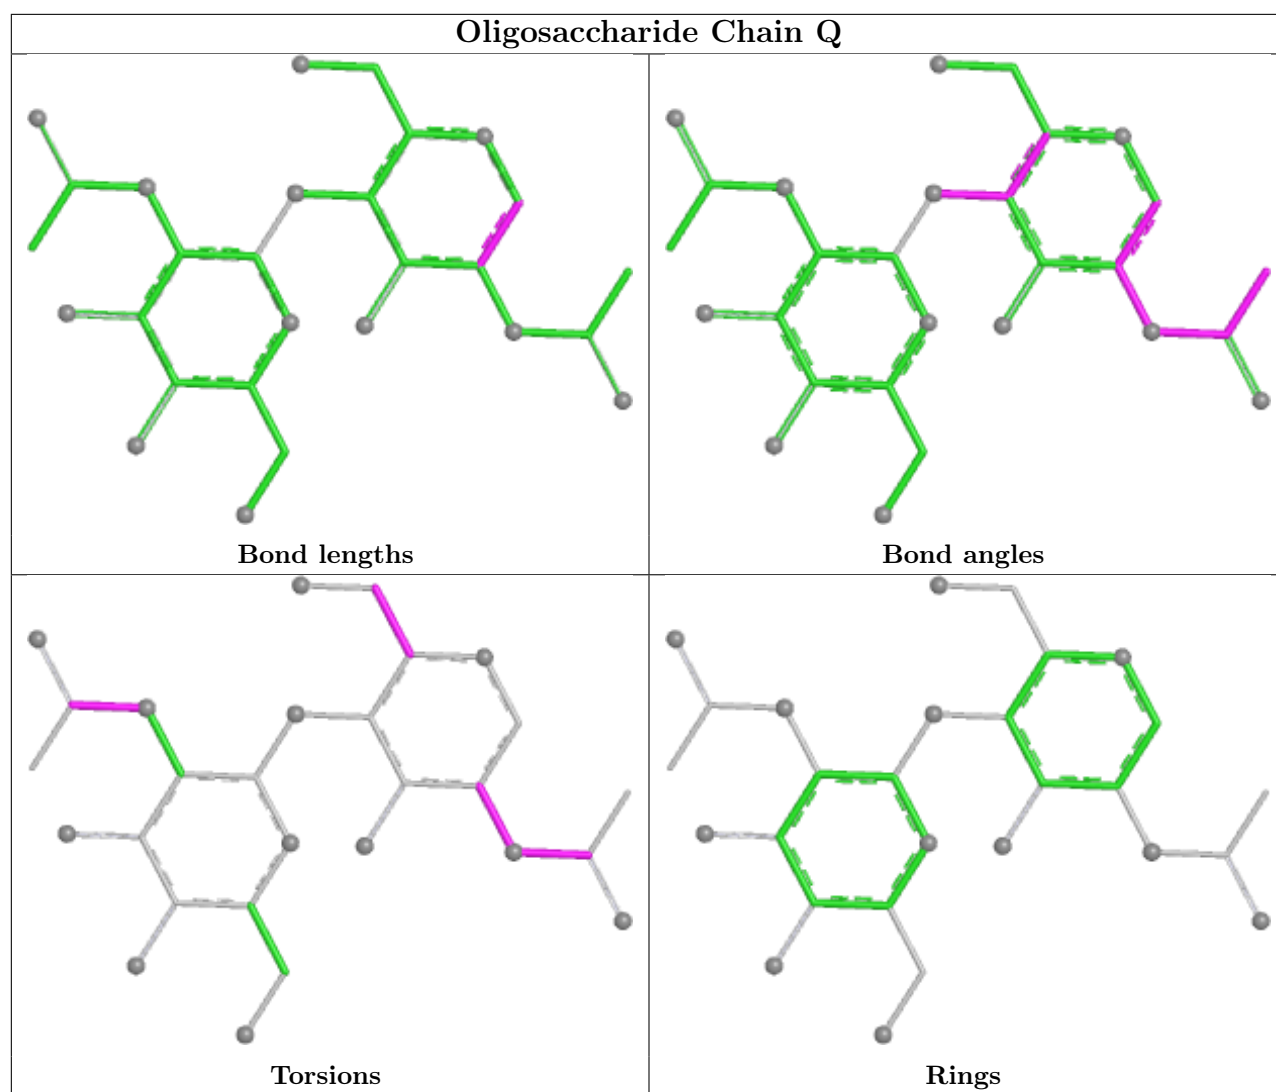 Oligosaccharide Chain Q
Bond lengths
Bond angles
Torsions
Rings